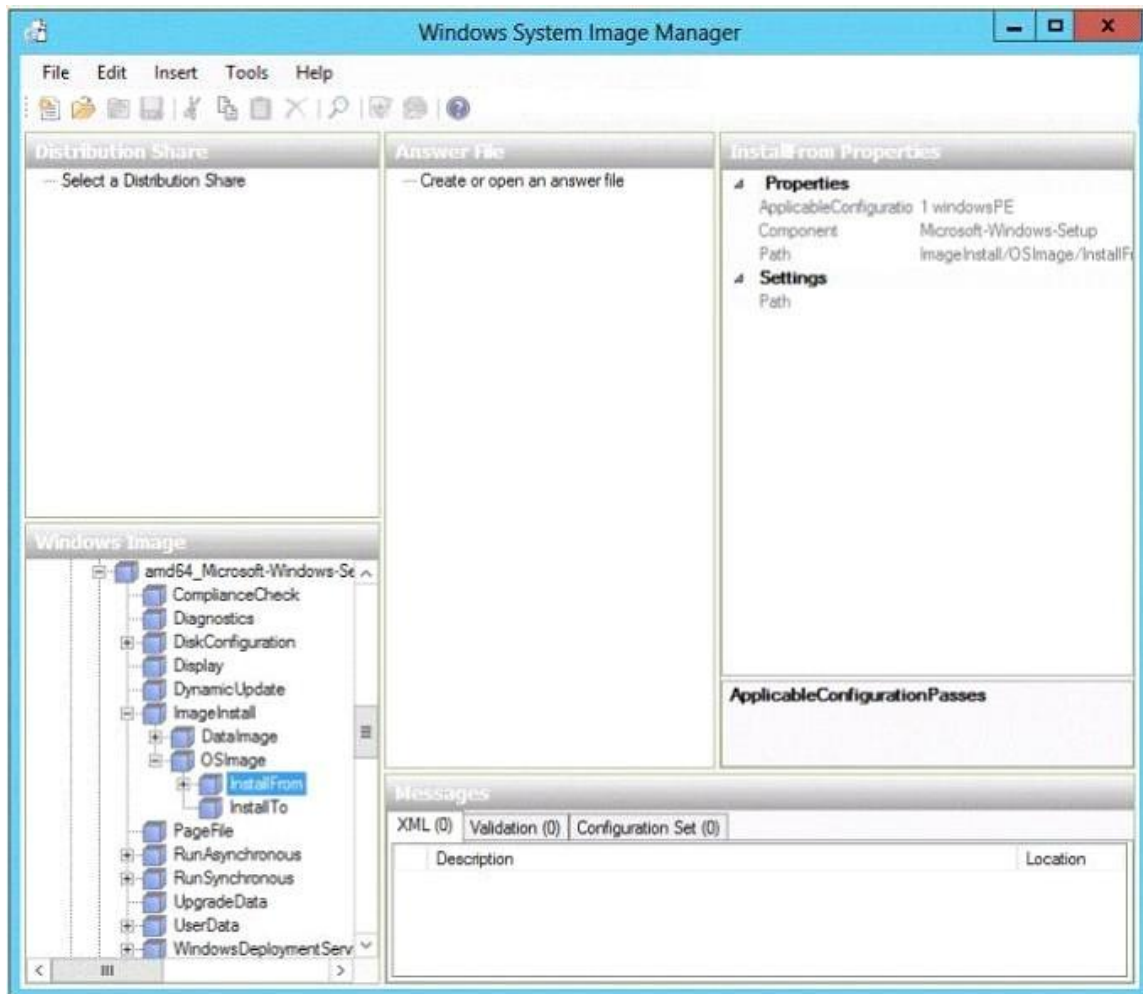 Windows System Image Manager
File Edit Insert Tools Help
Distribution Share
Select a Distribution Share
Answer File
Create or open an answer file
InstallFrom Properties
Properties
ApplicableConfiguratio 1 windowsPE
Component Microsoft-Windows-Setup
Path ImageInstall/OSImage/InstallFr
Settings
Path
ApplicableConfigurationPasses
Windows Image
amd64_Microsoft-Windows-Se
ComplianceCheck
Diagnostics
DiskConfiguration
Display
DynamicUpdate
ImageInstall
DataImage
OSImage
InstallFrom
InstallTo
PageFile
RunAsynchronous
RunSynchronous
UpgradeData
UserData
WindowsDeploymentServ
Messages
XML (0) Validation (0) Configuration Set (0)
Description Location